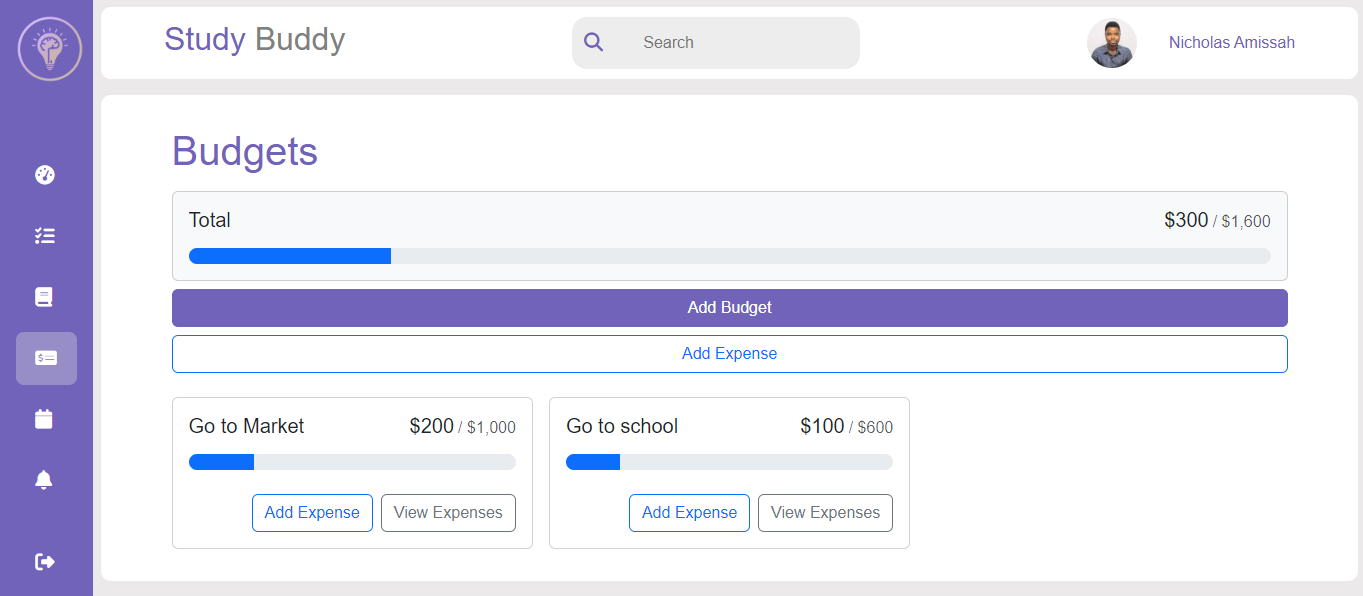 Study Buddy
Search
Nicholas Amissah
Budgets
Total $300 / $1,600
Add Budget
Add Expense
Go to Market $200 / $1,000
Add Expense View Expenses
Go to school $100 / $600
Add Expense View Expenses